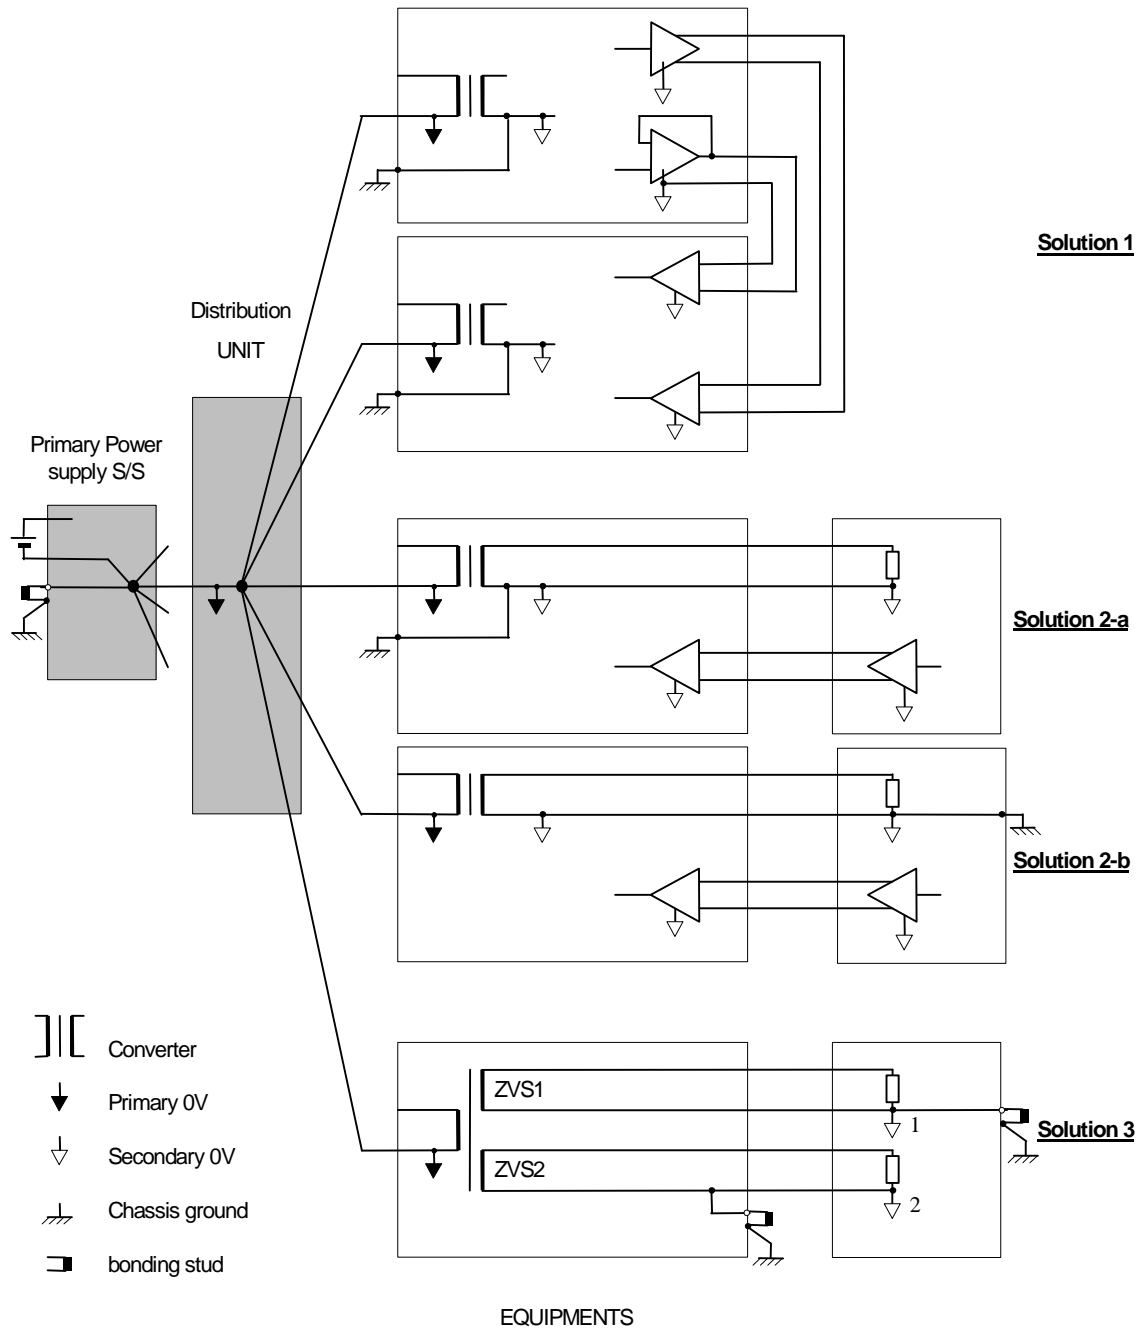 Solution 1
Distribution
UNIT
Primary Power
supply S/S
Solution 2-a
Solution 2-b
Converter
Primary 0V
Secondary 0V
Chassis ground
bonding stud
ZVS1
1
ZVS2
2
Solution 3
EQUIPMENTS